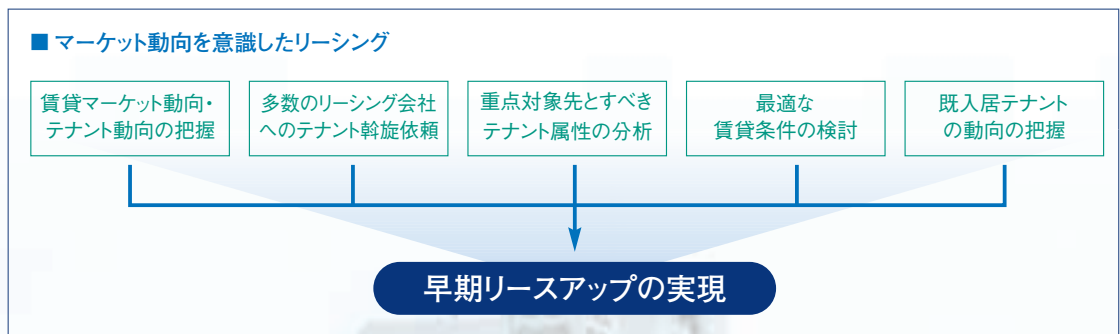 ■ マーケット動向を意識したリーシング
賃貸マーケット動向・
テナント動向の把握
多数のリーシング会社
へのテナント斡旋依頼
重点対象先とすべき
テナント属性の分析
最適な
賃貸条件の検討
既入居テナント
の動向の把握
早期リースアップの実現